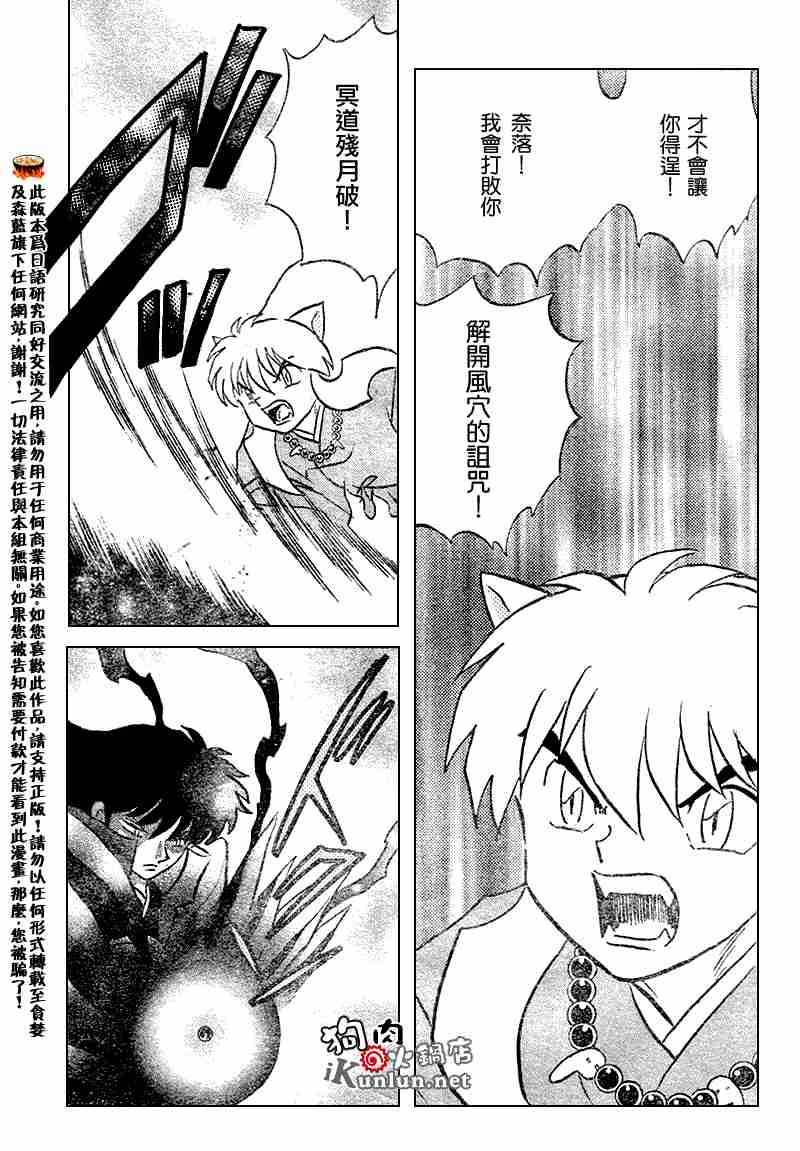 才不會讓
你得逞！
奈落！
我會打敗你
解開風穴的詛咒！
冥道殘月破！
此版本爲日語研究同好交流之用，請勿用于任何商業用途。如您喜歡此作品，請支持正版！請勿以任何形式轉載至貪婪
及森藍旗下任何網站，謝謝！一切法律責任與本組無關。如果您被告知需要付款才能看到此漫畫，那麼，您被騙了！
狗肉
火鍋店
iKunlun.net